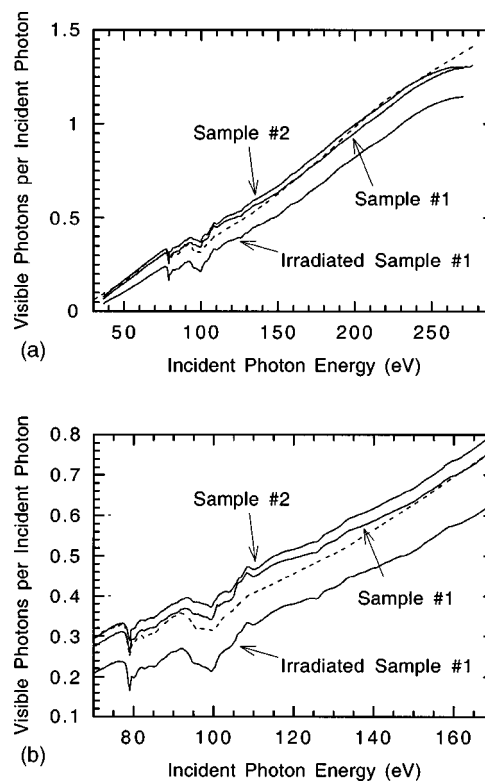 1.5
1
0.5
0
Visible Photons per Incident Photon
Sample #2
Sample #1
Irradiated Sample #1
50 100 150 200 250
(a)
Incident Photon Energy (eV)
0.8
0.7
0.6
0.5
0.4
0.3
0.2
0.1
Visible Photons per Incident Photon
Sample #2
Sample #1
Irradiated Sample #1
80 100 120 140 160
(b)
Incident Photon Energy (eV)